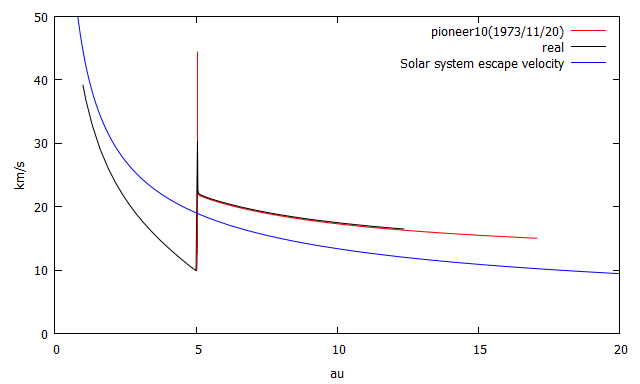 50
40
30
20
10
0
km/s
pioneer10(1973/11/20)
real
Solar system escape velocity
0 5 10 15 20
au